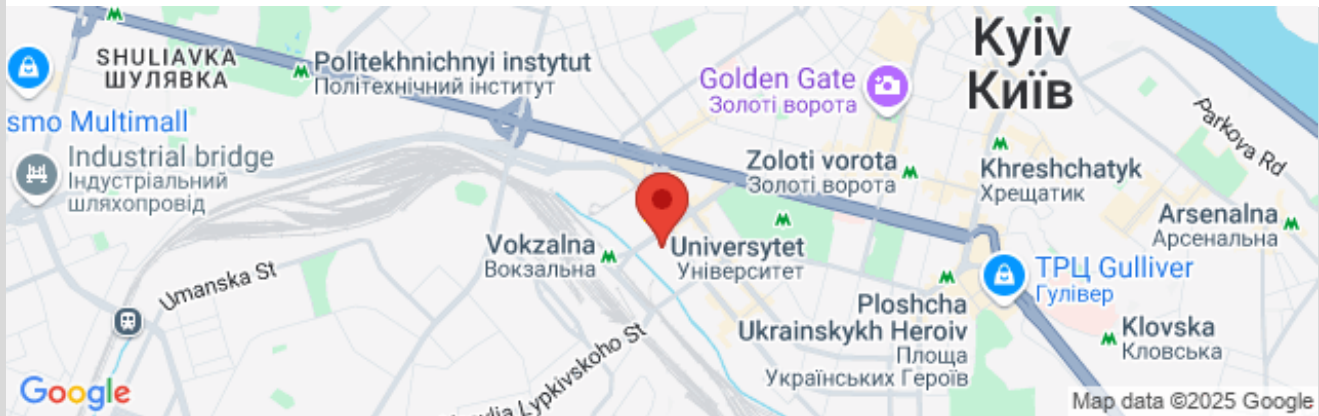 SHULIAVKA
ШУЛЯВКА
Politekhnichnyi instytut
Політехнічний інститут
Kyiv
Київ
Golden Gate
Золоті ворота
smo Multimall
Parkova Rd
Industrial bridge
Індустріальний
шляхопровід
Zoloti vorota
Золоті ворота
Khreshchatyk
Хрещатик
Arsenalna
Арсенальна
Vokzalna
Вокзальна
Universytet
Університет
Umanska St
ТРЦ Gulliver
Гулівер
Ploshcha
Ukrainskykh Heroiv
Площа
Українських Героїв
Klovska
Кловська
Lypkivskoho St
Google
Map data ©2025 Google